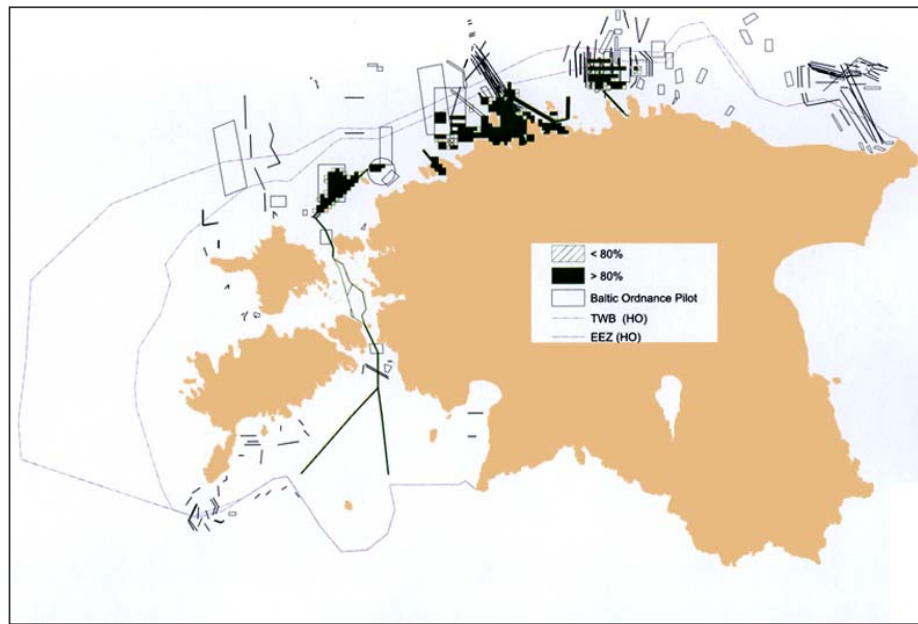 < 80%
> 80%
Baltic Ordnance Pilot
TWB (HO)
EEZ (HO)